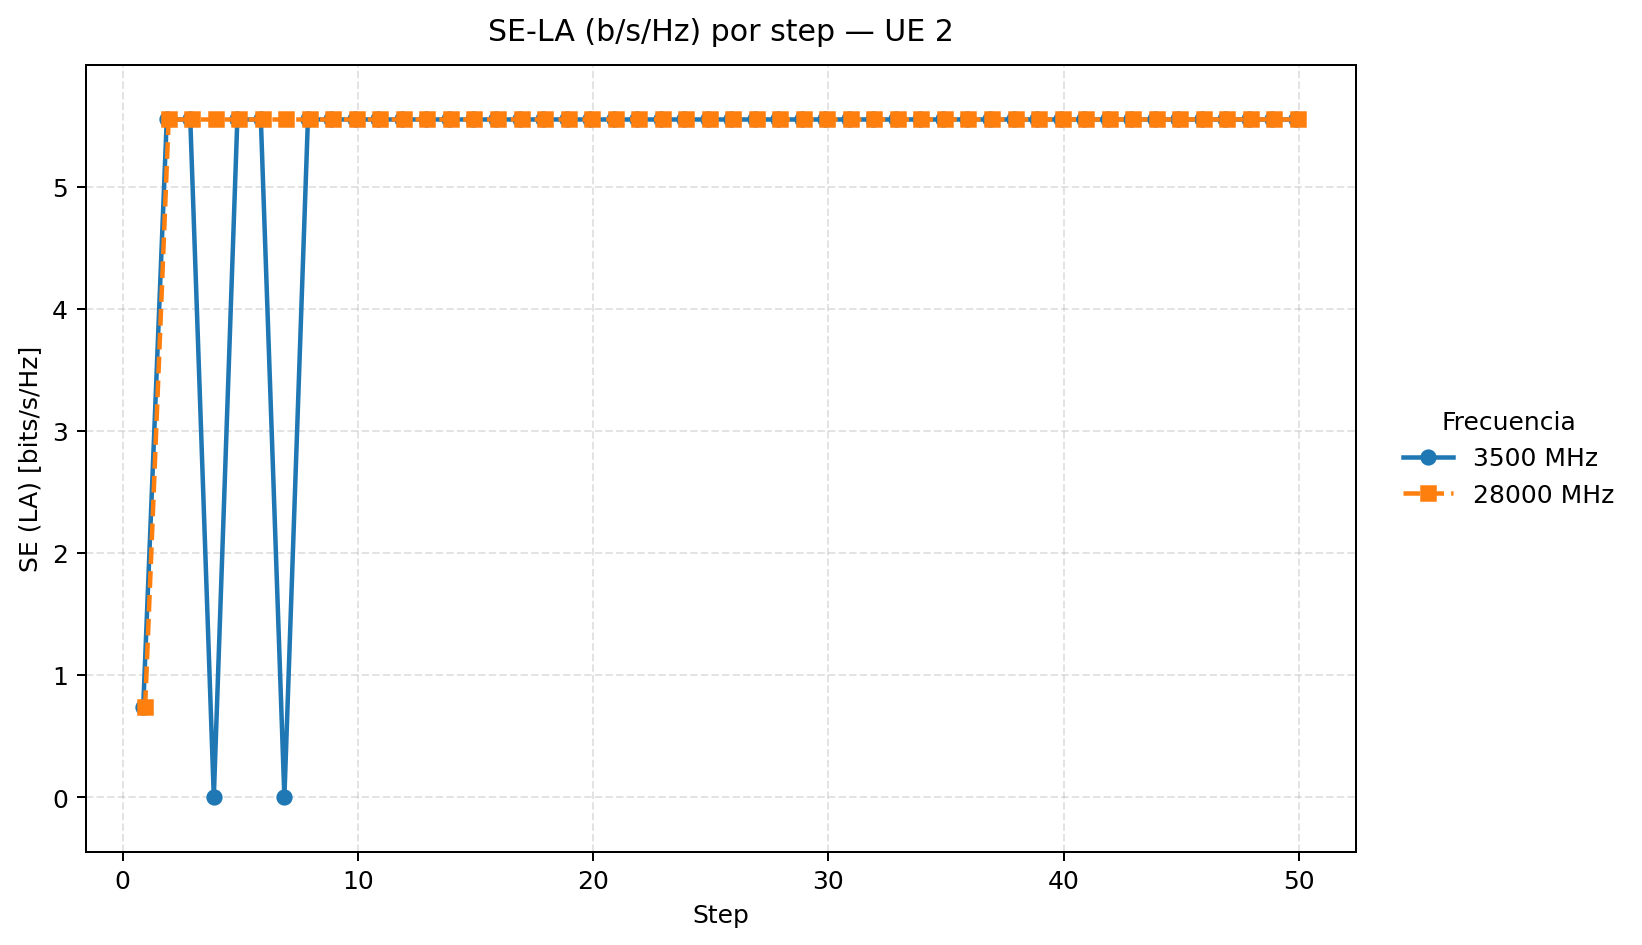 SE-LA (b/s/Hz) por step — UE 2
SE (LA) [bits/s/Hz]
5
4
3
2
1
0
0 10 20 30 40 50
Step
Frecuencia
3500 MHz
28000 MHz